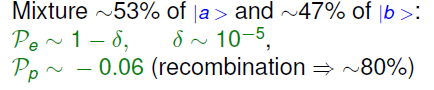 Mixture ∼53% of |a > and ∼47% of |b >:
𝒫e ∼ 1 − δ, δ ∼ 10⁻⁵,
𝒫p ∼ − 0.06 (recombination ⇒ ∼80%)